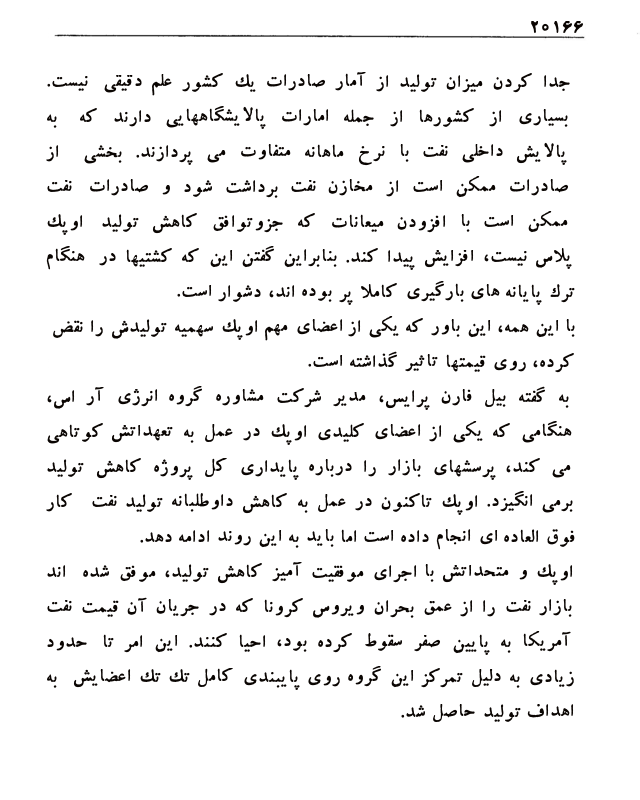 ۲۰۱۶۶
جدا کردن میزان تولید از آمار صادرات یك کشور علم دقیقی نیست.
بسیاری از کشورها از جمله امارات پالایشگاههایی دارند که به
پالایش داخلی نفت با نرخ ماهانه متفاوت می پردازند. بخشی از
صادرات ممکن است از مخازن نفت برداشت شود و صادرات نفت
ممکن است با افزودن میعانات که جزوتوافق کاهش تولید اوپك
پلاس نیست، افزایش پیدا کند. بنابراین گفتن این که کشتیها در هنگام
ترك پایانه های بارگیری کاملا پر بوده اند، دشوار است.
با این همه، این باور که یکی از اعضای مهم اوپك سهمیه تولیدش را نقض
کرده، روی قیمتها تاثیر گذاشته است.
به گفته بیل فارن پرایس، مدیر شرکت مشاوره گروه انرژی آر اس،
هنگامی که یکی از اعضای کلیدی اوپك در عمل به تعهداتش کوتاهی
می کند، پرسشهای بازار را درباره پایداری کل پروژه کاهش تولید
برمی انگیزد. اوپك تاکنون در عمل به کاهش داوطلبانه تولید نفت کار
فوق العاده ای انجام داده است اما باید به این روند ادامه دهد.
اوپك و متحداتش با اجرای موفقیت آمیز کاهش تولید، موفق شده اند
بازار نفت را از عمق بحران ویروس کرونا که در جریان آن قیمت نفت
آمریکا به پایین صفر سقوط کرده بود، احیا کنند. این امر تا حدود
زیادی به دلیل تمرکز این گروه روی پایبندی کامل تك تك اعضایش به
اهداف تولید حاصل شد.